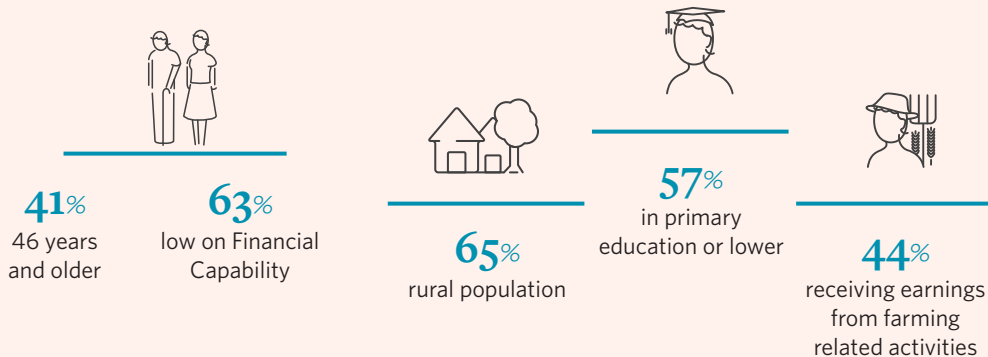 41%
46 years
and older
63%
low on Financial
Capability
65%
rural population
57%
in primary
education or lower
44%
receiving earnings
from farming
related activities